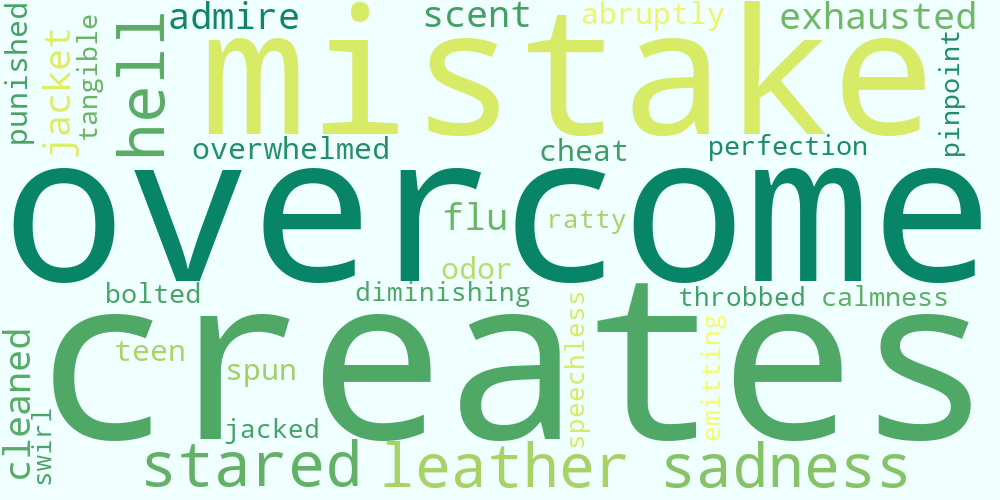 admire
scent
abruptly
exhausted
punished
jacket
tangible
hell
mistake
pinpoint
overwhelmed
cheat
perfection
overcome
flu
ratty
odor
bolted
diminishing
throbbed
calmness
creates
teen
spun
speechless
emitting
cleaned
swirl
jacked
stared
leather
sadness